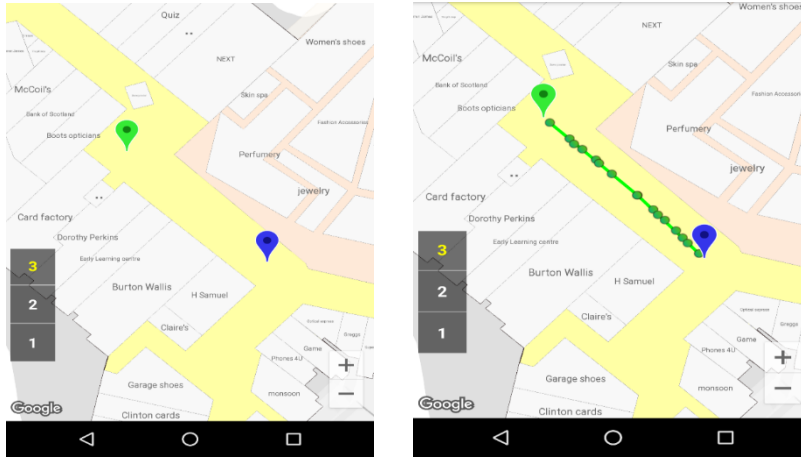 Quiz
NEXT
Women's shoes
McCoil's
Skin spa
Bank of Scotland
Boots opticians
Fashion Accessories
Perfumery
jewelry
Card factory
Dorothy Perkins
Early Learning centre
Burton Wallis
H Samuel
Claire's
3
2
1
Game
Braggs
Phones 4U
Garage shoes
monsoon
Clinton cards
+
−
Google
Women's shoes
NEXT
McCoil's
Skin spa
Bank of Scotland
Boots opticians
Fashion Accessories
Perfumery
jewelry
Card factory
Dorothy Perkins
Early Learning centre
Burton Wallis
H Samuel
Claire's
3
2
1
Game
Braggs
Phones 4U
Garage shoes
monsoon
Clinton cards
+
−
Google